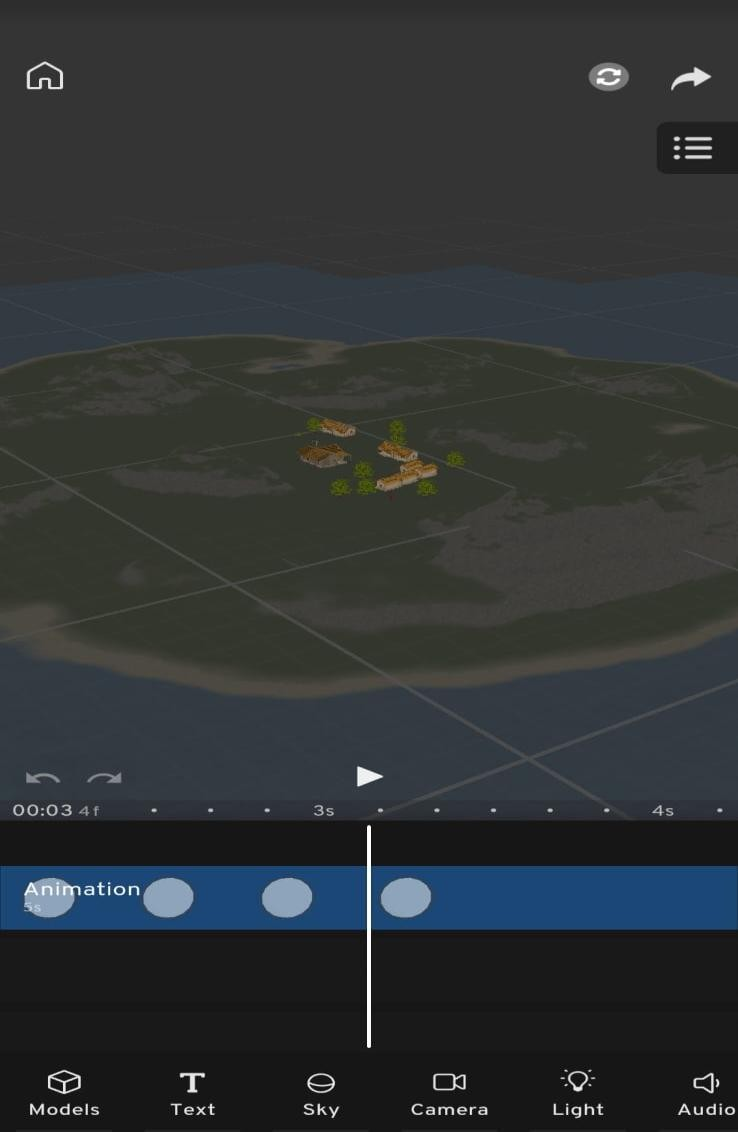 00:03 4f 3s 4s
Animation
5s
Models Text Sky Camera Light Audio